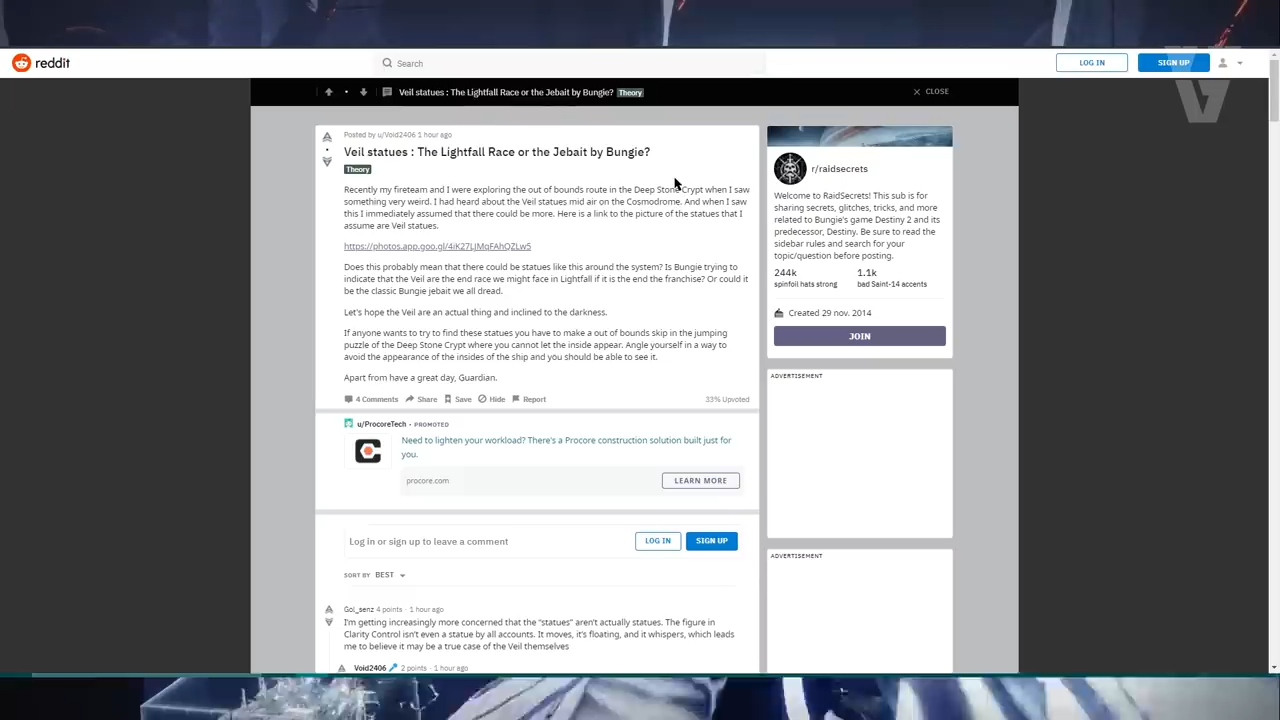 reddit
Search
LOG IN
SIGN UP
Veil statues : The Lightfall Race or the Jebait by Bungie? Theory
CLOSE
Posted by u/Void2406 1 hour ago
Veil statues : The Lightfall Race or the Jebait by Bungie?
Theory
Recently my fireteam and I were exploring the out of bounds route in the Deep Stone Crypt when I saw
something very weird. I had heard about the Veil statues mid air on the Cosmodrome. And when I saw
this I immediately assumed that there could be more. Here is a link to the picture of the statues that I
assume are Veil statues.
https://photos.app.goo.gl/4iK27LJMqFAhQZLw5
Does this probably mean that there could be statues like this around the system? Is Bungie trying to
indicate that the Veil are the end race we might face in Lightfall if it is the end the franchise? Or could it
be the classic Bungie jebait we all dread.
Let's hope the Veil are an actual thing and inclined to the darkness.
If anyone wants to try to find these statues you have to make a out of bounds skip in the jumping
puzzle of the Deep Stone Crypt where you cannot let the inside appear. Angle yourself in a way to
avoid the appearance of the insides of the ship and you should be able to see it.
Apart from have a great day, Guardian.
4 Comments Share Save Hide Report 33% Upvoted
u/ProcoreTech • PROMOTED
Need to lighten your workload? There's a Procore construction solution built just for
you.
procore.com
LEARN MORE
Log in or sign up to leave a comment
LOG IN
SIGN UP
SORT BY BEST
Gol_senz 4 points · 1 hour ago
I'm getting increasingly more concerned that the "statues" aren't actually statues. The figure in
Clarity Control isn't even a statue by all accounts. It moves, it's floating, and it whispers, which leads
me to believe it may be a true case of the Veil themselves
Void2406 2 points · 1 hour ago
r/raidsecrets
Welcome to RaidSecrets! This sub is for
sharing secrets, glitches, tricks, and more
related to Bungie's game Destiny 2 and its
predecessor, Destiny. Be sure to read the
sidebar rules and search for your
topic/question before posting.
244k 1.1k
spinfoil hats strong bad Saint-14 accents
Created 29 nov. 2014
JOIN
ADVERTISEMENT
ADVERTISEMENT